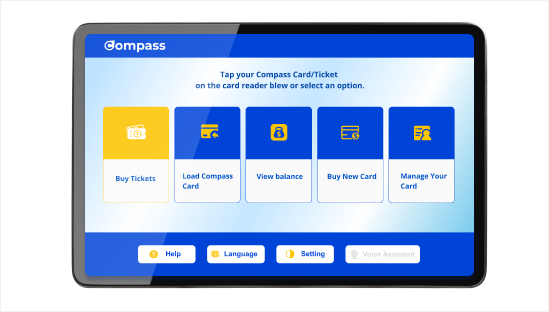 Compass
Tap your Compass Card/Ticket
on the card reader blew or select an option.
Buy Tickets
Load Compass
Card
View balance
Buy New Card
Manage Your
Card
Help
Language
Setting
Voice Assistent